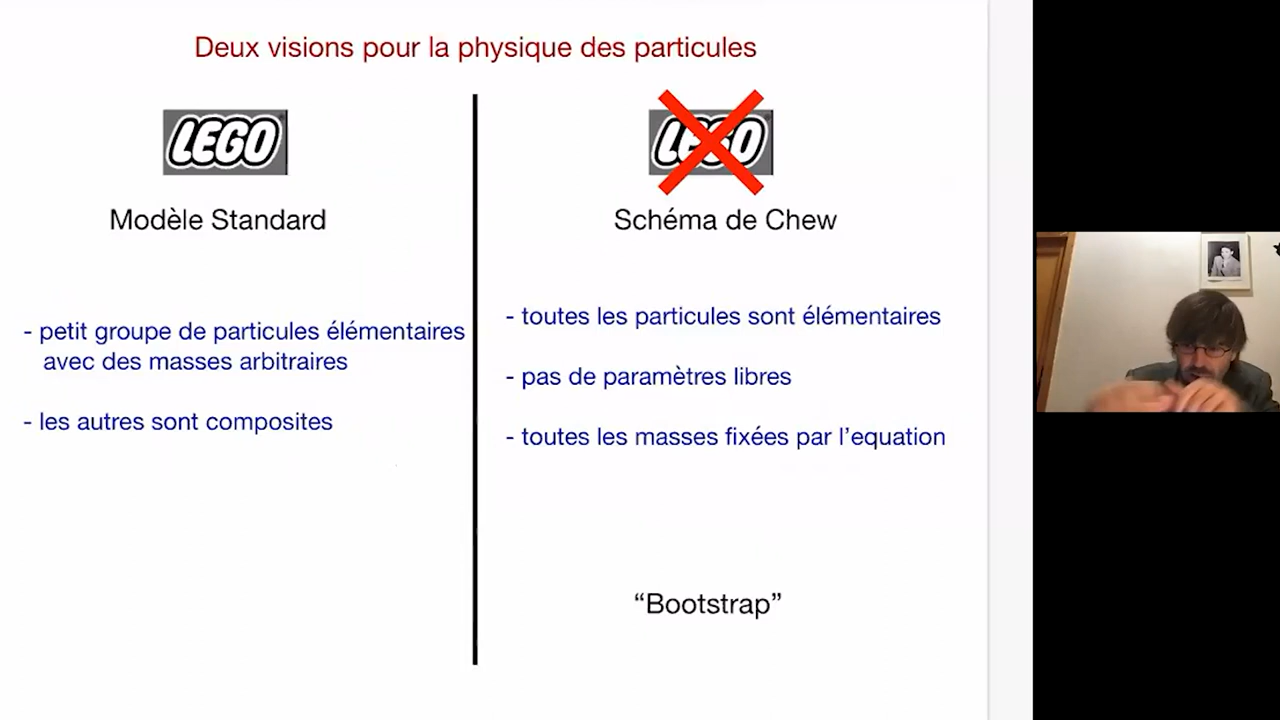 Deux visions pour la physique des particules
LEGO
Modèle Standard
- petit groupe de particules élémentaires
avec des masses arbitraires
- les autres sont composites
LEGO
Schéma de Chew
- toutes les particules sont élémentaires
- pas de paramètres libres
- toutes les masses fixées par l’equation
“Bootstrap”